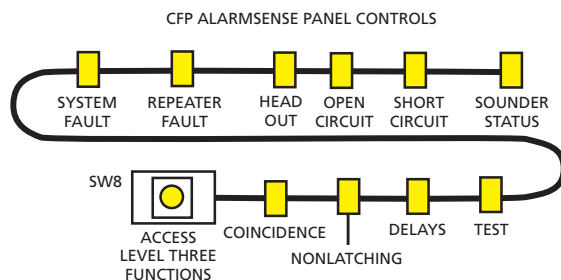 CFP ALARMSENSE PANEL CONTROLS
SYSTEM
FAULT
REPEATER
FAULT
HEAD
OUT
OPEN
CIRCUIT
SHORT
CIRCUIT
SOUNDER
STATUS
SW8
ACCESS
LEVEL THREE
FUNCTIONS
COINCIDENCE
NONLATCHING
DELAYS
TEST